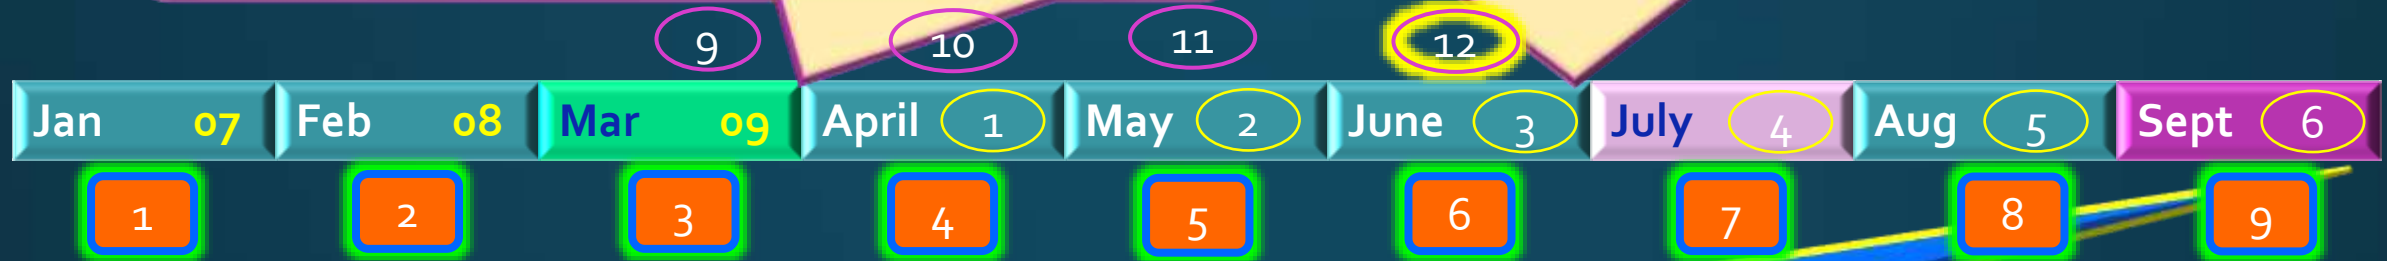 9 10 11 12
Jan 07 Feb 08 Mar 09 April 1 May 2 June 3 July 4 Aug 5 Sept 6
1 2 3 4 5 6 7 8 9